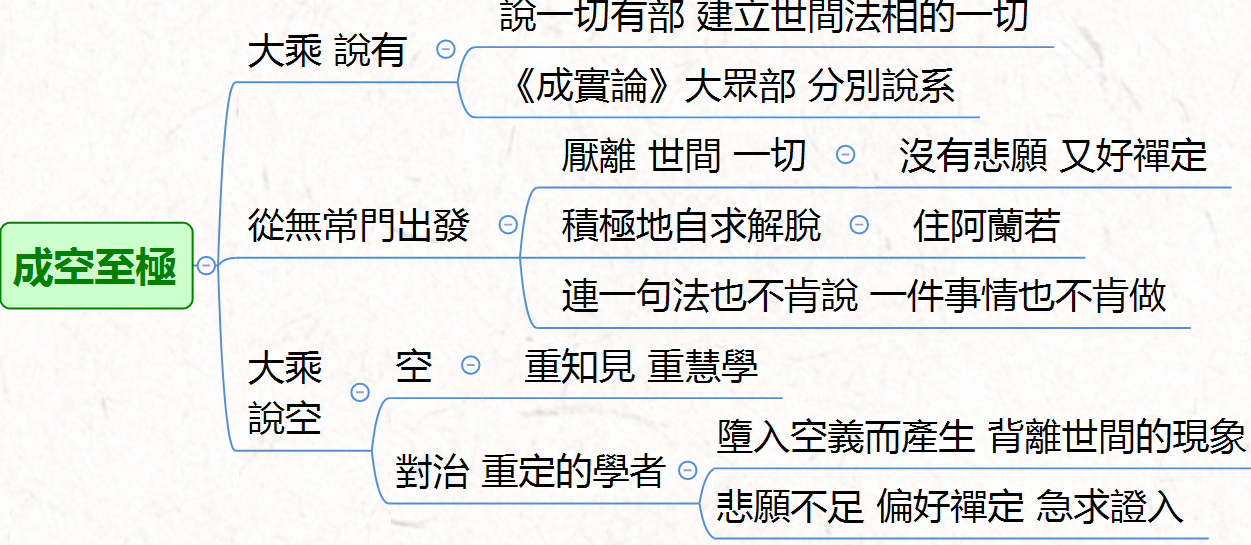 成空至極
大乘 說有
說一切有部 建立世間法相的一切
《成實論》大眾部 分別說系
從無常門出發
厭離 世間 一切
沒有悲願 又好禪定
積極地自求解脫
住阿蘭若
連一句法也不肯說 一件事情也不肯做
大乘
說空
空
重知見 重慧學
對治 重定的學者
墮入空義而產生 背離世間的現象
悲願不足 偏好禪定 急求證入